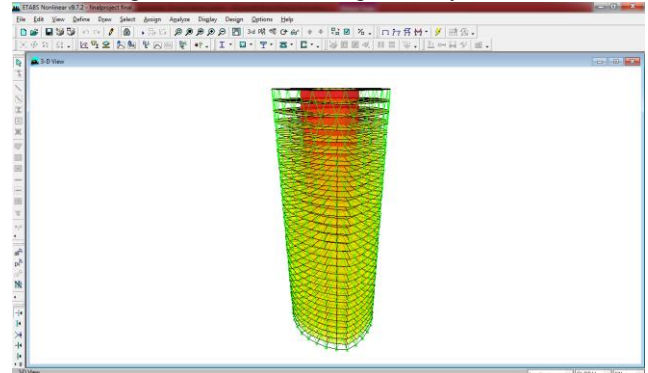 ETABS Nonlinear v9.7.2 - finalproject final
File Edit View Define Draw Select Assign Analyze Display Design Options Help
3-d
3-D View